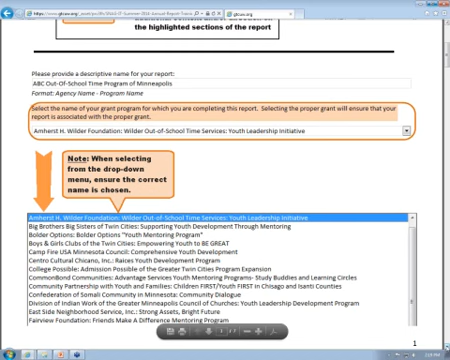 www.gtcuw.org
the highlighted sections of the report
Please provide a descriptive name for your report:
ABC Out-Of-School Time Program of Minneapolis
Format: Agency Name - Program Name
Select the name of your grant program for which you are completing this report. Selecting the proper grant will ensure that your
report is associated with the proper grant.
Amherst H. Wilder Foundation: Wilder Out-of-School Time Services: Youth Leadership Initiative
Note: When selecting
from the drop-down
menu, ensure the correct
name is chosen.
Amherst H. Wilder Foundation: Wilder Out-of-School Time Services: Youth Leadership Initiative
Big Brothers Big Sisters of Twin Cities: Supporting Youth Development Through Mentoring
Bolder Options: Bolder Options "Youth Mentoring Program"
Boys & Girls Clubs of the Twin Cities: Empowering Youth to BE GREAT
Camp Fire USA Minnesota Council: Comprehensive Youth Development
Centro Cultural Chicano, Inc.: Raices Youth Development Program
College Possible: Admission Possible of the Greater Twin Cities Program Expansion
CommonBond Communities: Advantage Services Youth Mentoring Programs- Study Buddies and Learning Circles
Community Partnership with Youth and Families: Children FIRST/Youth FIRST in Chisago and Isanti Counties
Confederation of Somali Community in Minnesota: Community Dialogue
Division of Indian Work of the Greater Minneapolis Council of Churches: Youth Leadership Development Program
East Side Neighborhood Service, Inc.: Strong Assets, Bright Future
Fairview Foundation: Friends Make A Difference Mentoring Program
1